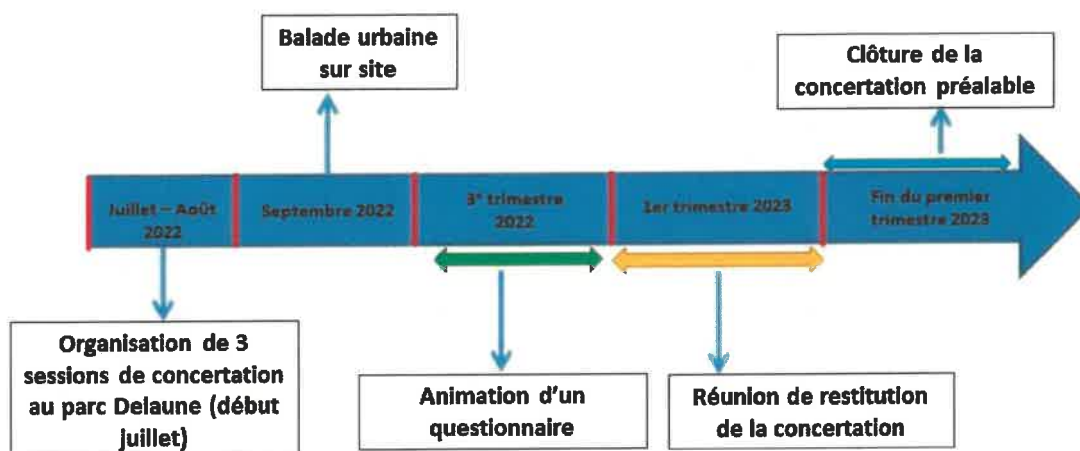 Balade urbaine
sur site
Clôture de la
concertation préalable
Juillet – Août
2022
Septembre 2022
3° trimestre
2022
1er trimestre 2023
Fin du premier
trimestre 2023
Organisation de 3
sessions de concertation
au parc Delaune (début
juillet)
Animation d'un
questionnaire
Réunion de restitution
de la concertation